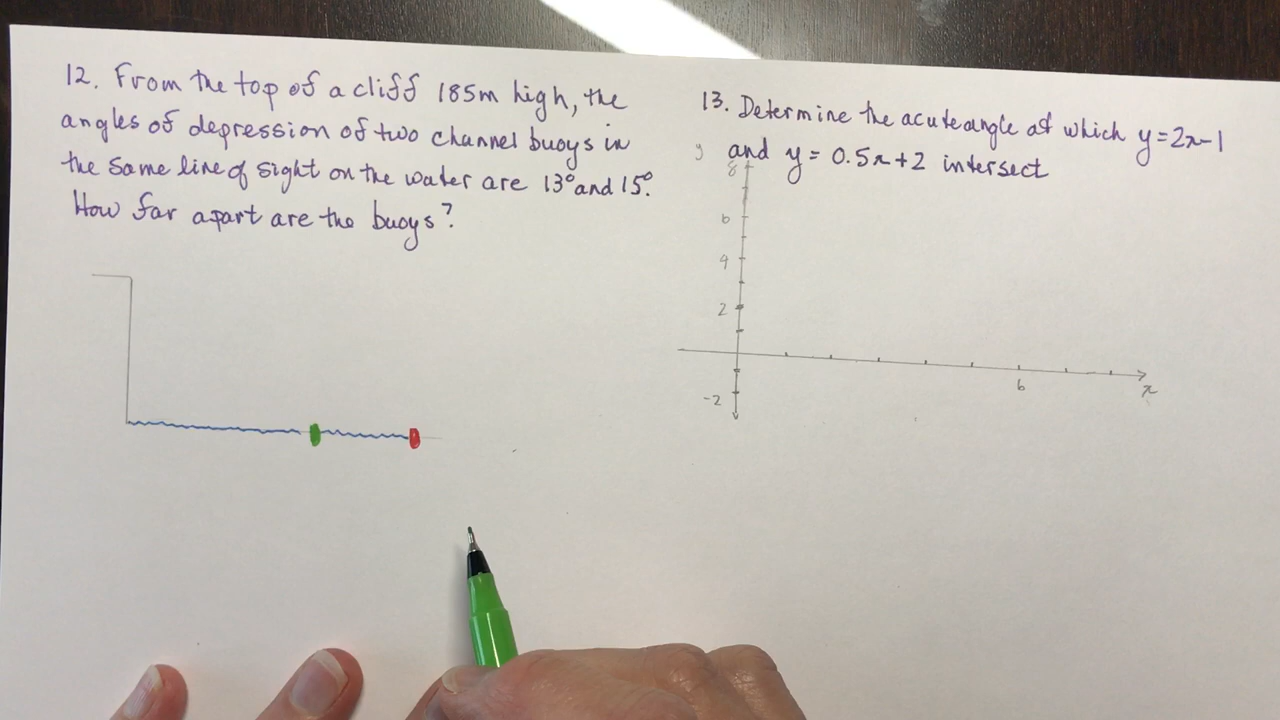 12. From the top of a cliff 185m high, the
angles of depression of two channel buoys in
the same line of sight on the water are 13° and 15°.
How far apart are the buoys?
13. Determine the acute angle at which y=2x-1
and y= 0.5x+2 intersect
y
8
6
4
2
-2
6
x